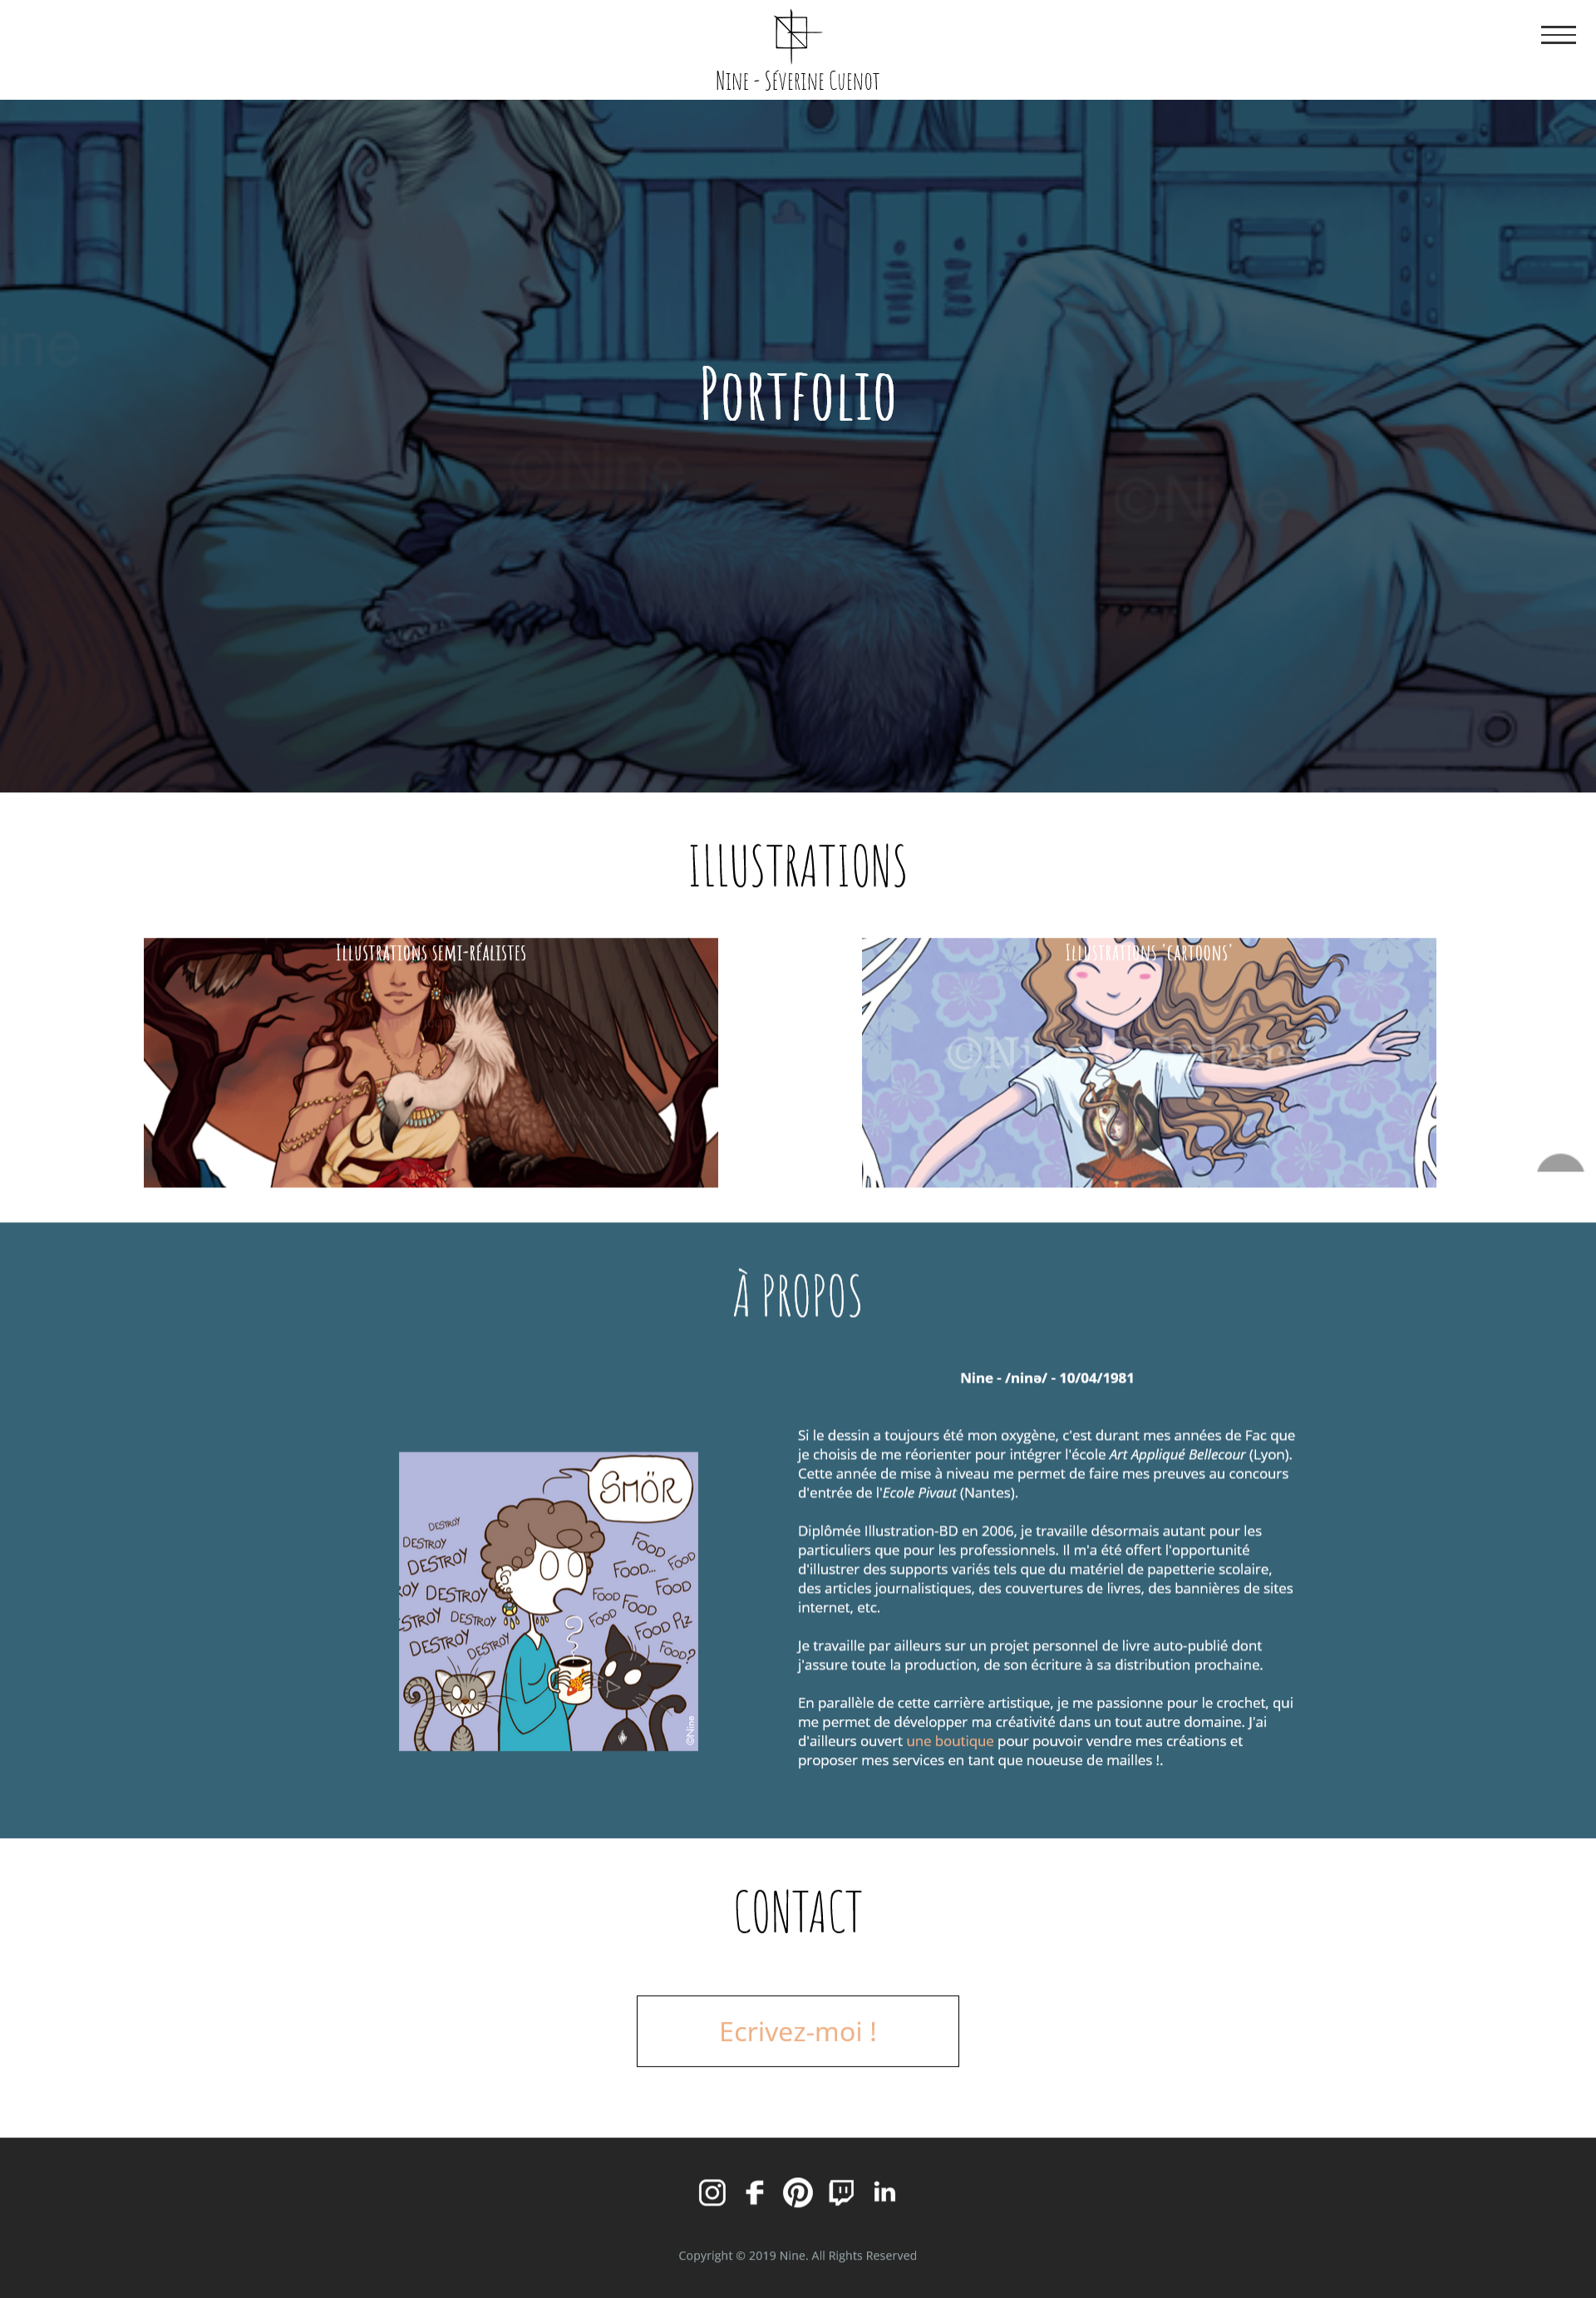 Nine - Séverine Cuenot
ine
Portfolio
©Nine
©Nine
ILLUSTRATIONS
Illustrations semi-réalistes
Illustrations 'cartoons'
À PROPOS
Nine - /ninə/ - 10/04/1981
Si le dessin a toujours été mon oxygène, c'est durant mes années de Fac que
je choisis de me réorienter pour intégrer l'école Art Appliqué Bellecour (Lyon).
Cette année de mise à niveau me permet de faire mes preuves au concours
d'entrée de l'Ecole Pivaut (Nantes).
Diplômée Illustration-BD en 2006, je travaille désormais autant pour les
particuliers que pour les professionnels. Il m'a été offert l'opportunité
d'illustrer des supports variés tels que du matériel de papetterie scolaire,
des articles journalistiques, des couvertures de livres, des bannières de sites
internet, etc.
Je travaille par ailleurs sur un projet personnel de livre auto-publié dont
j'assure toute la production, de son écriture à sa distribution prochaine.
En parallèle de cette carrière artistique, je me passionne pour le crochet, qui
me permet de développer ma créativité dans un tout autre domaine. J'ai
d'ailleurs ouvert une boutique pour pouvoir vendre mes créations et
proposer mes services en tant que noueuse de mailles !.
SMÖR
DESTROY
DESTROY
DESTROY
ROY DESTROY
ESTROY DESTROY
DESTROY DESTROY
FOOD
FOOD... FOOD
FOOD FOOD FOOD
FOOD FOOD PLZ
FOOD?
©Nine
CONTACT
Ecrivez-moi !
Copyright © 2019 Nine. All Rights Reserved